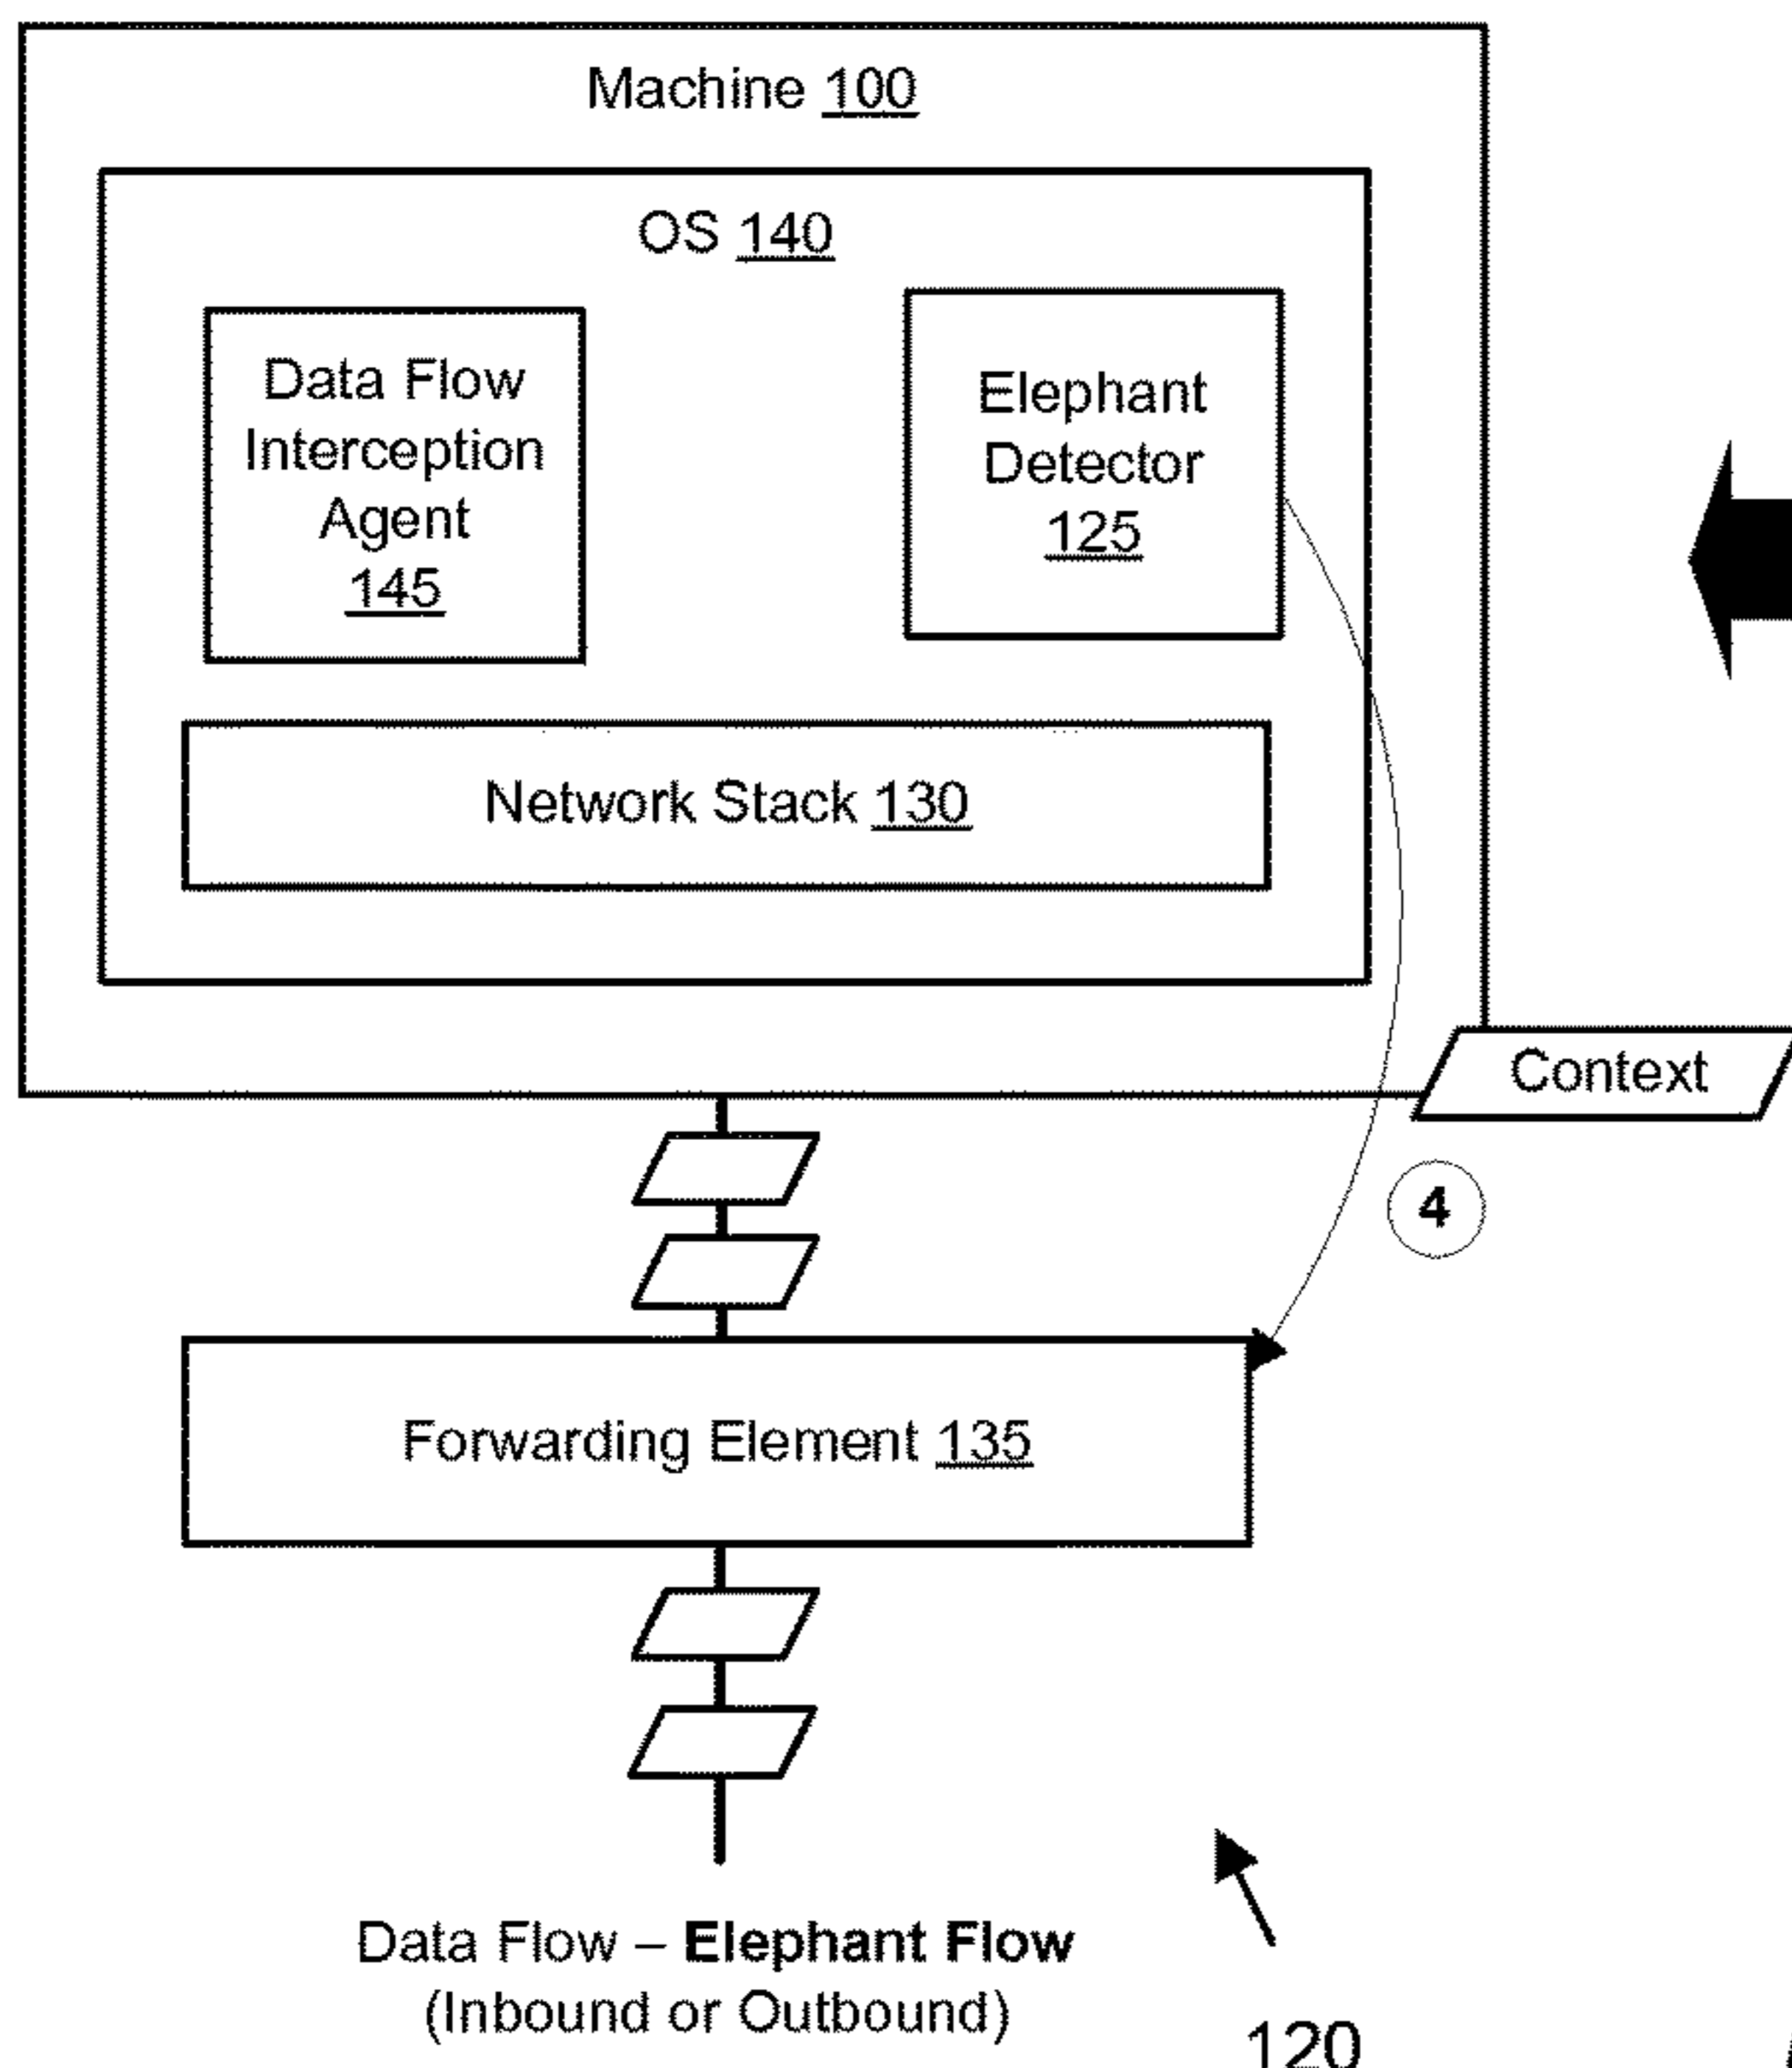 Machine 100
OS 140
Data Flow
Interception
Agent
145
Elephant
Detector
125
Network Stack 130
Context
4
Forwarding Element 135
Data Flow – Elephant Flow
(Inbound or Outbound)
120